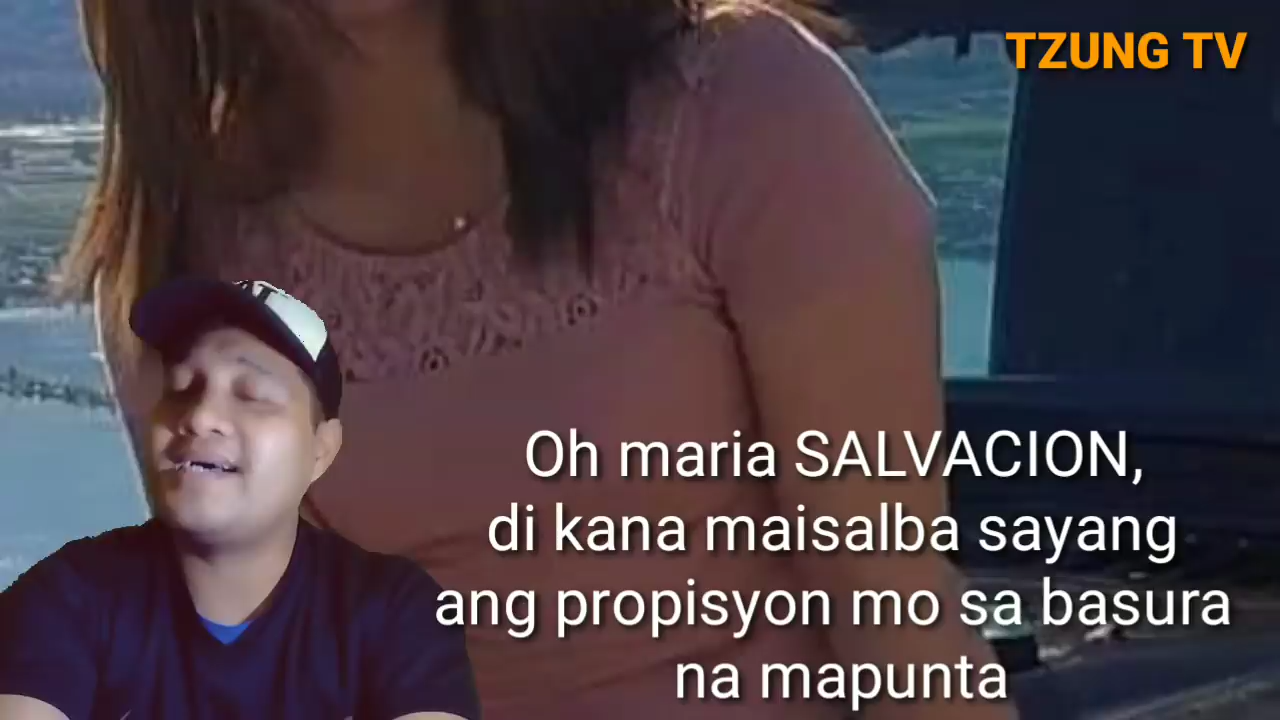 TZUNG TV
Oh maria SALVACION,
di kana maisalba sayang
ang propisyon mo sa basura
na mapunta